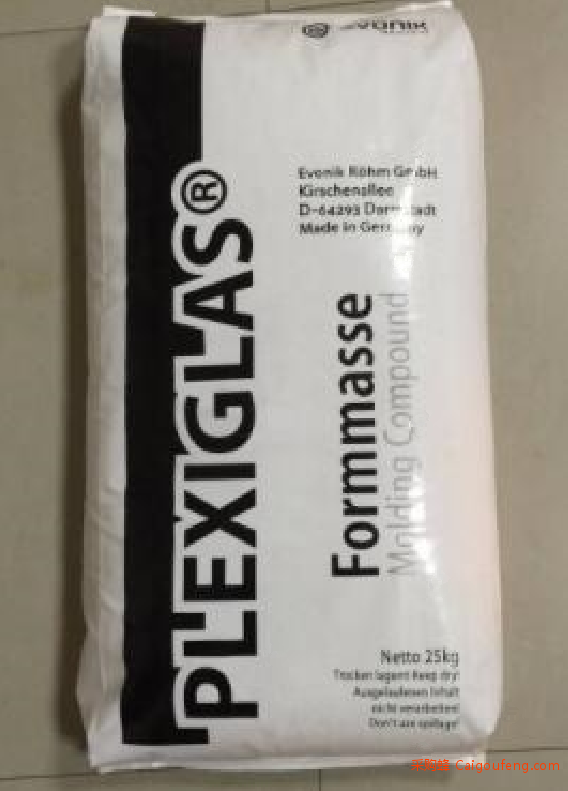 evonik
Evonik Röhm GmbH
Kirschenallee
D-64293 Darmstadt
Made in Germany
PLEXIGLAS®
Formmasse
Molding Compound
Netto 25kg
Trocken lagern! Keep dry!
Ausgelaufenen Inhalt
nicht verarbeiten!
Don't use spillage!
Caigoufeng.com